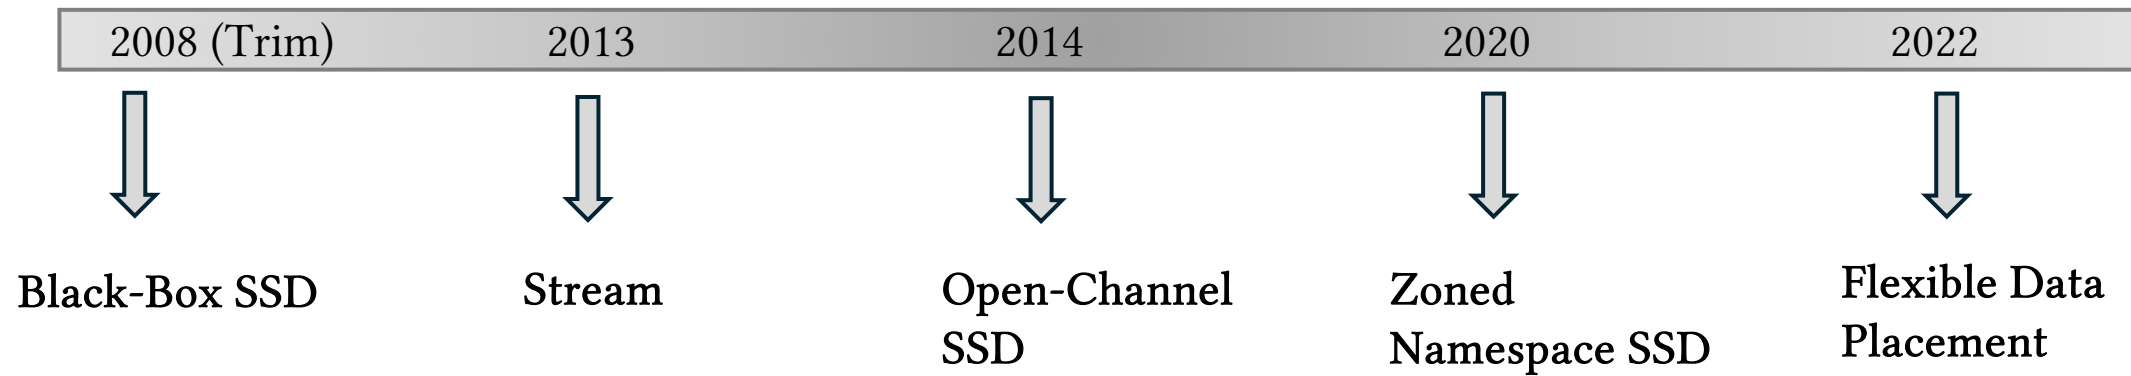 2008 (Trim)
2013
2014
2020
2022
Black-Box SSD
Stream
Open-Channel
SSD
Zoned
Namespace SSD
Flexible Data
Placement